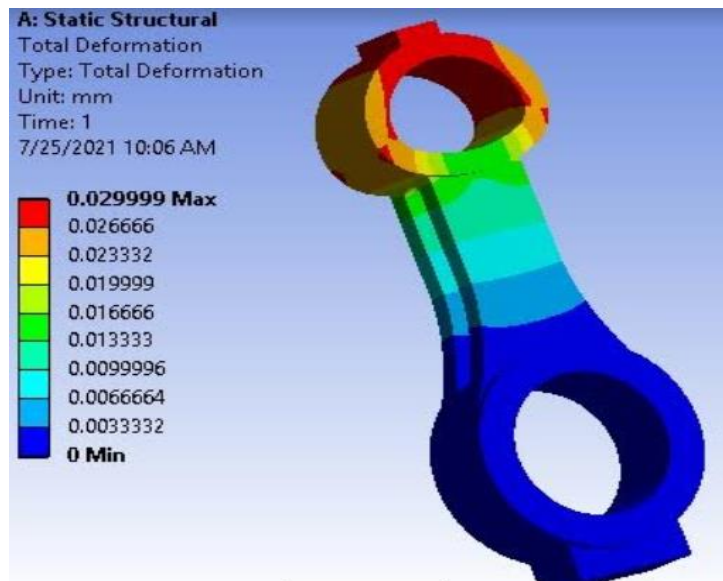 A: Static Structural
Total Deformation
Type: Total Deformation
Unit: mm
Time: 1
7/25/2021 10:06 AM
0.029999 Max
0.026666
0.023332
0.019999
0.016666
0.013333
0.0099996
0.0066664
0.0033332
0 Min